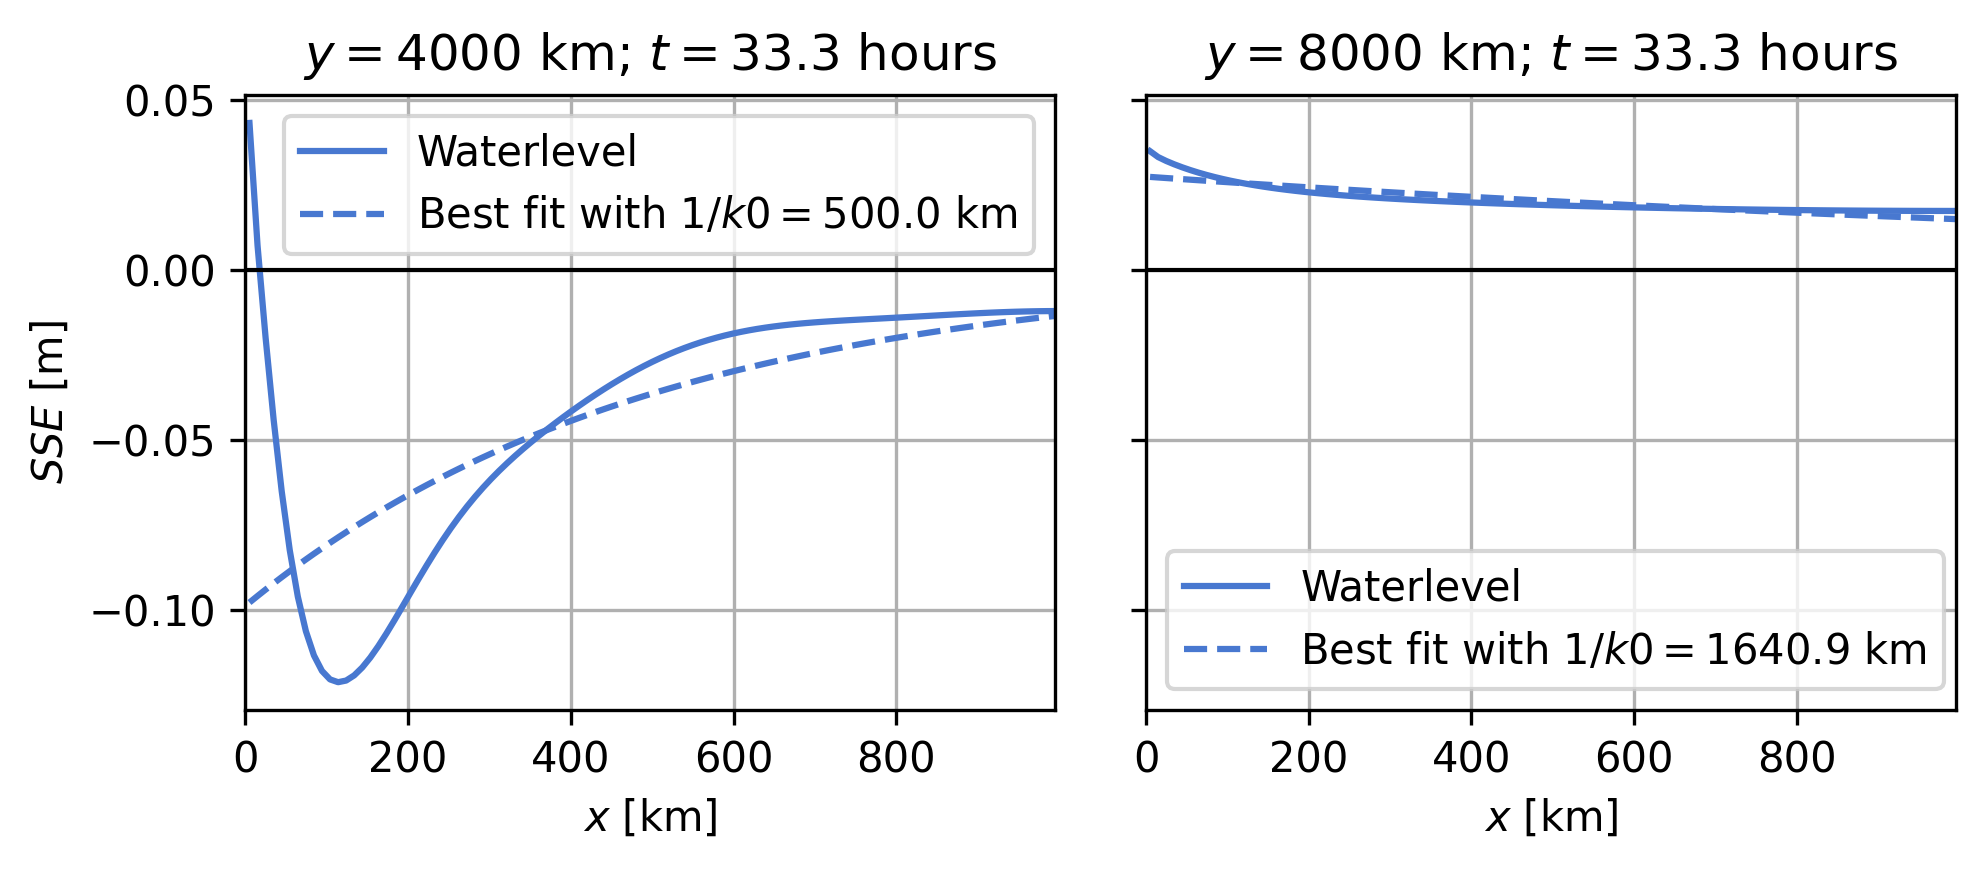 y = 4000 km; t = 33.3 hours
0.05
0.00
−0.05
−0.10
SSE [m]
Waterlevel
Best fit with 1/k0 = 500.0 km
0 200 400 600 800
x [km]
y = 8000 km; t = 33.3 hours
Waterlevel
Best fit with 1/k0 = 1640.9 km
0 200 400 600 800
x [km]